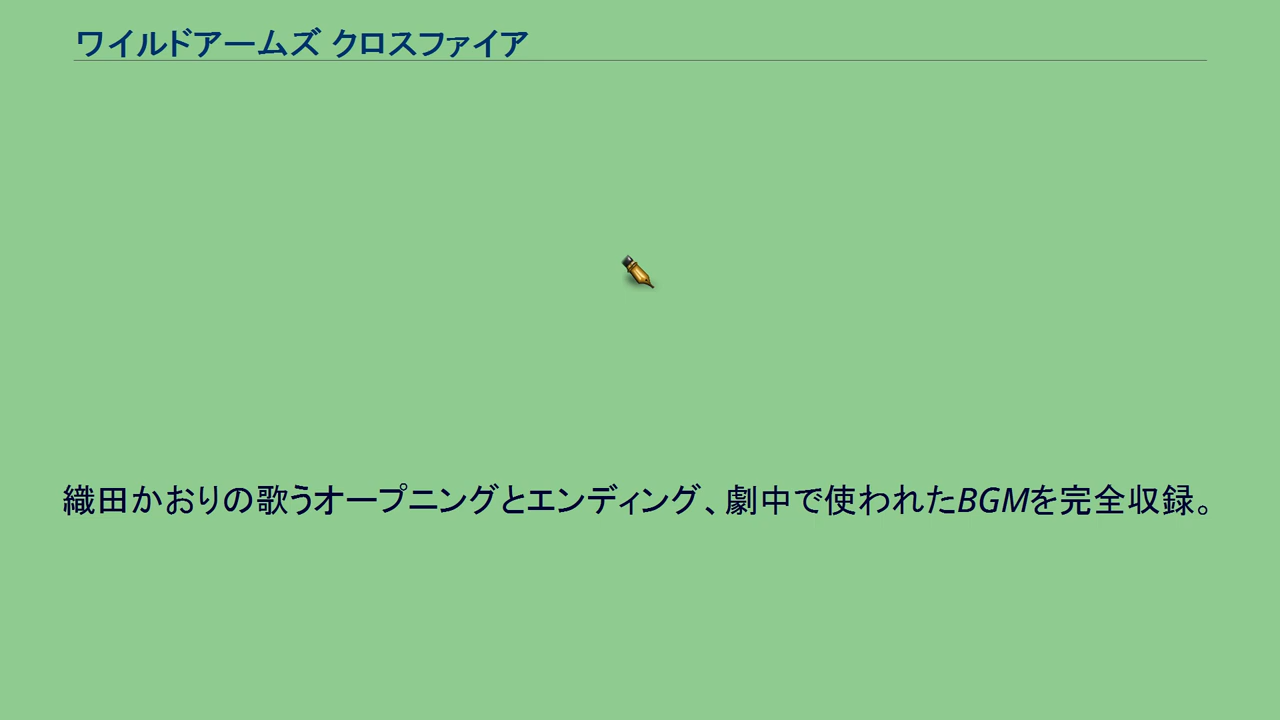 ワイルドアームズ クロスファイア
織田かおりの歌うオープニングとエンディング、劇中で使われたBGMを完全収録。